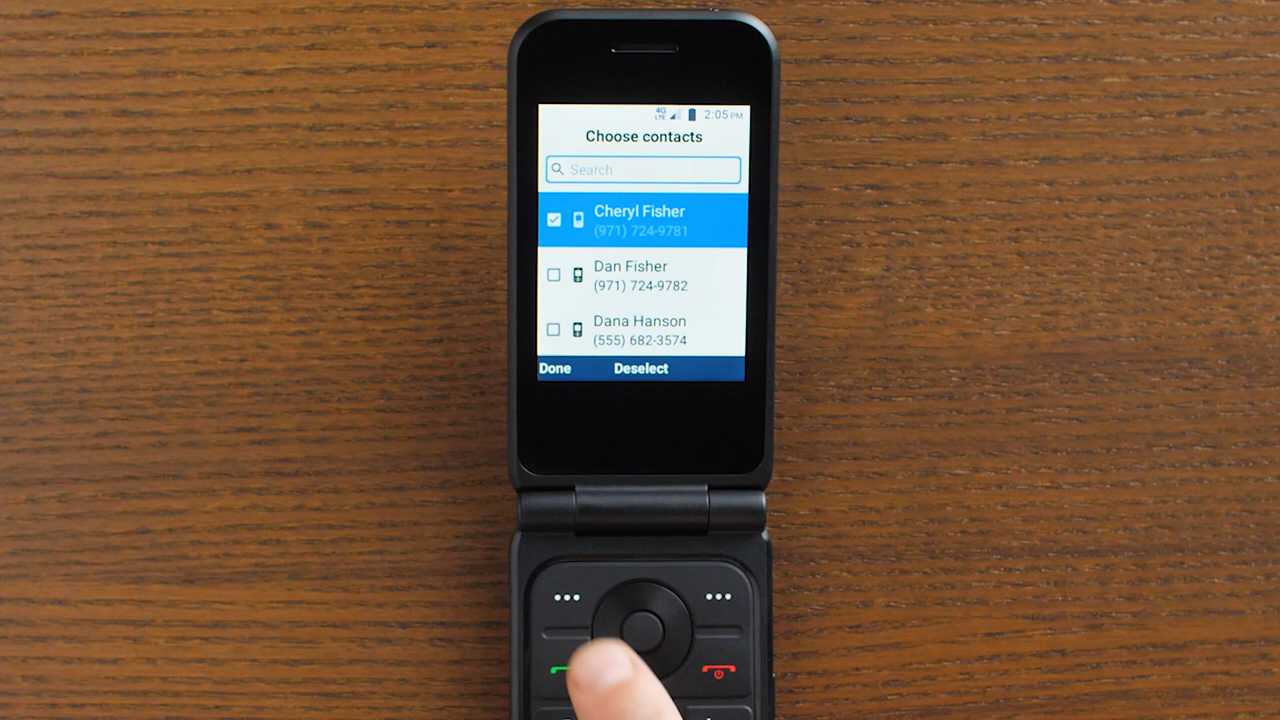 4G
LTE
2:05 PM
Choose contacts
Search
Cheryl Fisher
(971) 724-9781
Dan Fisher
(971) 724-9782
Dana Hanson
(555) 682-3574
Done Deselect